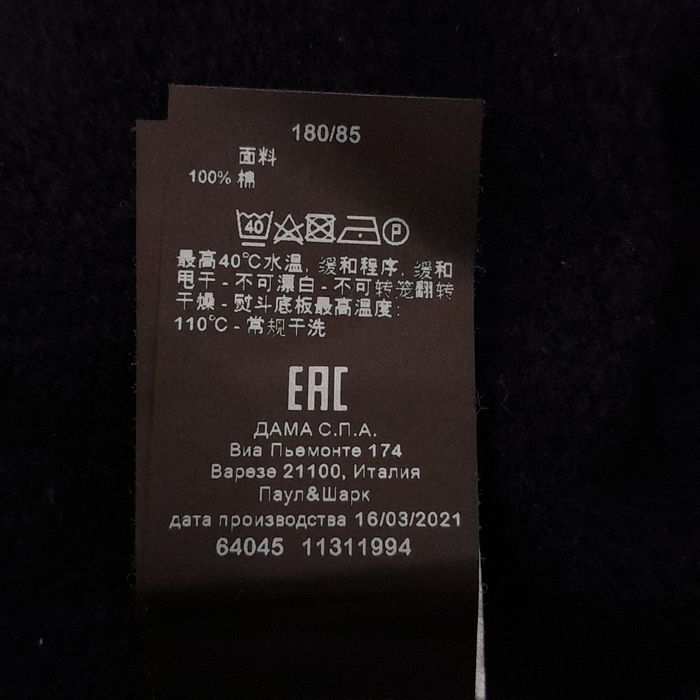 180/85
面料
100% 棉
40 P
最高40°C水温, 缓和程序, 缓和
甩干 - 不可漂白 - 不可转笼翻转
干燥 - 熨斗底板最高温度:
110°C - 常规干洗
EAC
ДАМА С.П.А.
Виа Пьемонте 174
Варезе 21100, Италия
Паул&Шарк
дата производства 16/03/2021
64045 11311994